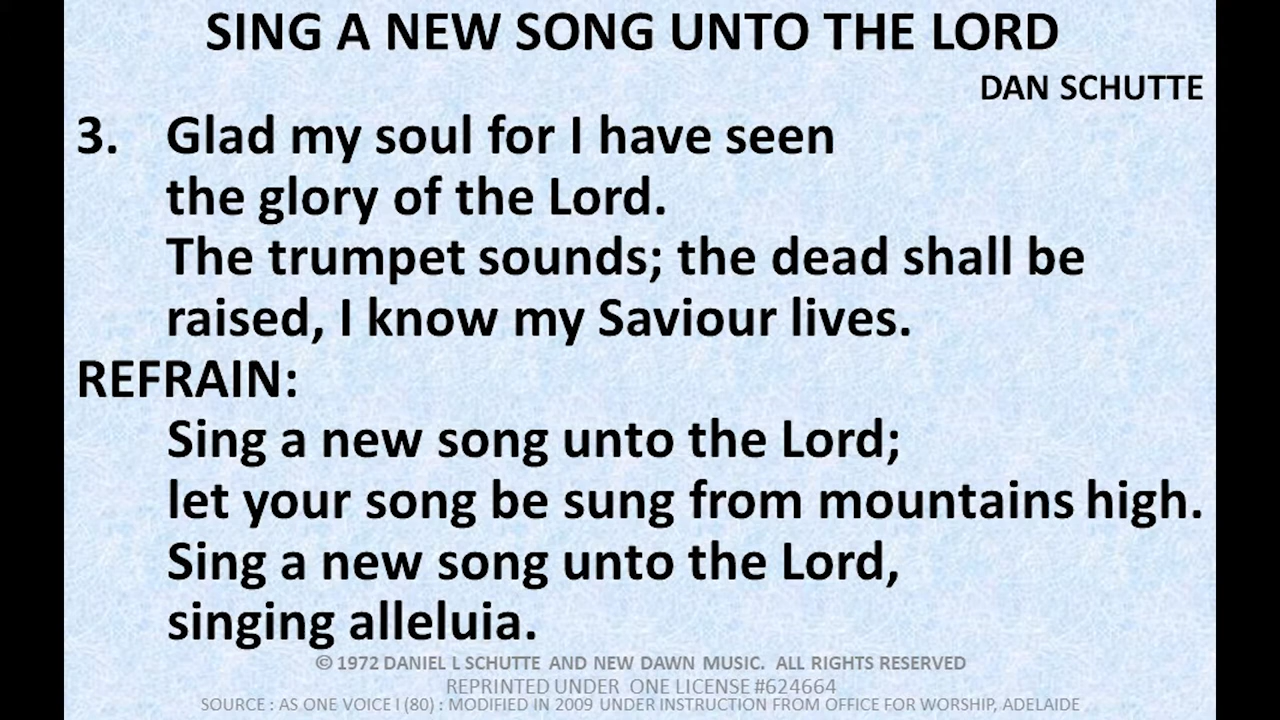 SING A NEW SONG UNTO THE LORD
DAN SCHUTTE
3. Glad my soul for I have seen
the glory of the Lord.
The trumpet sounds; the dead shall be
raised, I know my Saviour lives.
REFRAIN:
Sing a new song unto the Lord;
let your song be sung from mountains high.
Sing a new song unto the Lord,
singing alleluia.
© 1972 DANIEL L SCHUTTE AND NEW DAWN MUSIC. ALL RIGHTS RESERVED
REPRINTED UNDER ONE LICENSE #624664
SOURCE : AS ONE VOICE I (80) : MODIFIED IN 2009 UNDER INSTRUCTION FROM OFFICE FOR WORSHIP, ADELAIDE